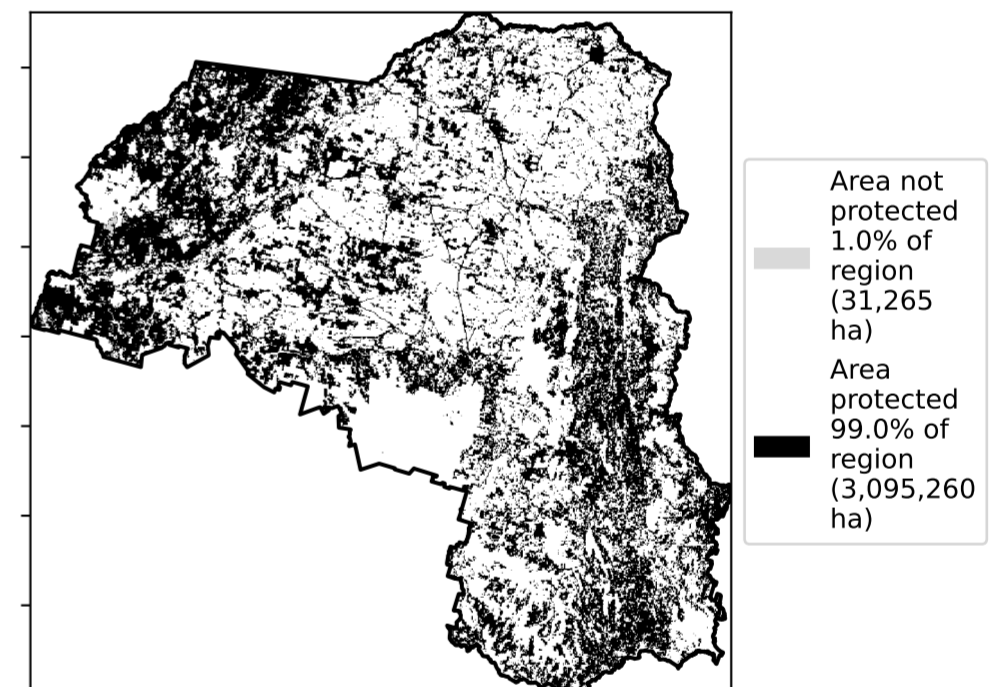 Area not
protected
1.0% of
region
(31,265
ha)
Area
protected
99.0% of
region
(3,095,260
ha)